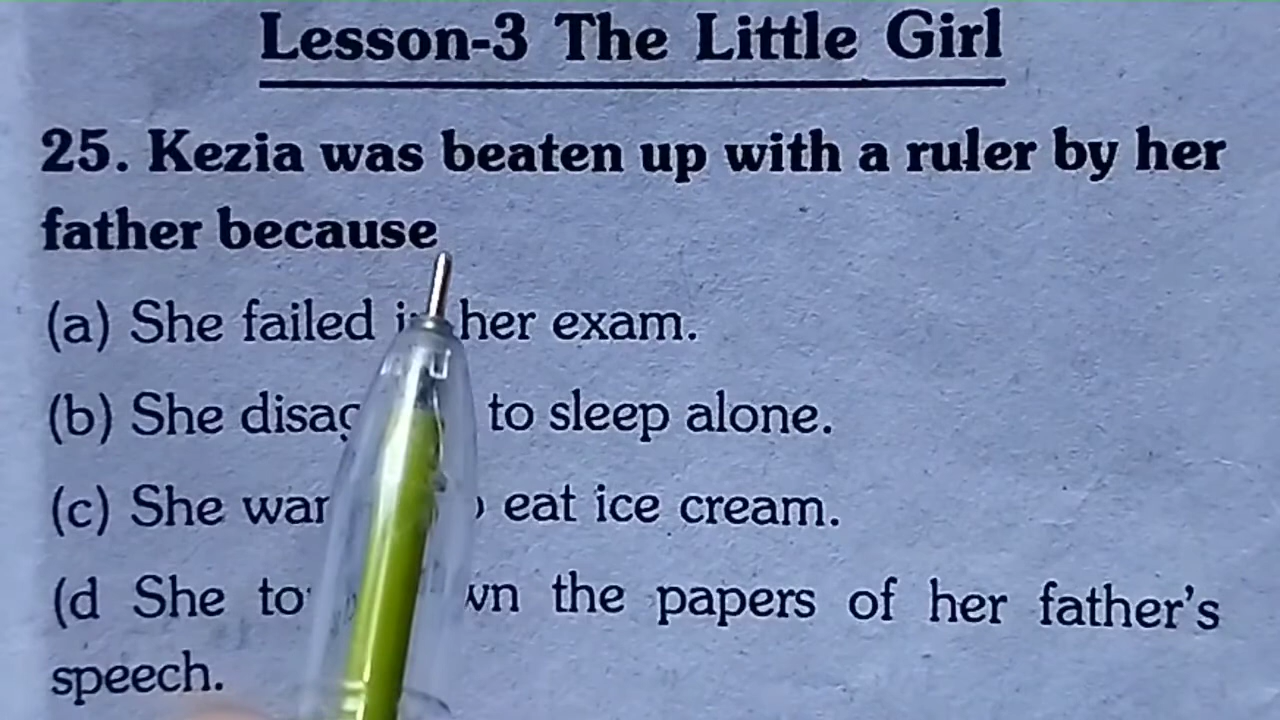 Lesson-3 The Little Girl
25. Kezia was beaten up with a ruler by her
father because
(a) She failed her exam.
(b) She to sleep alone.
(c) She eat ice cream.
(d She the papers of her father's
speech.